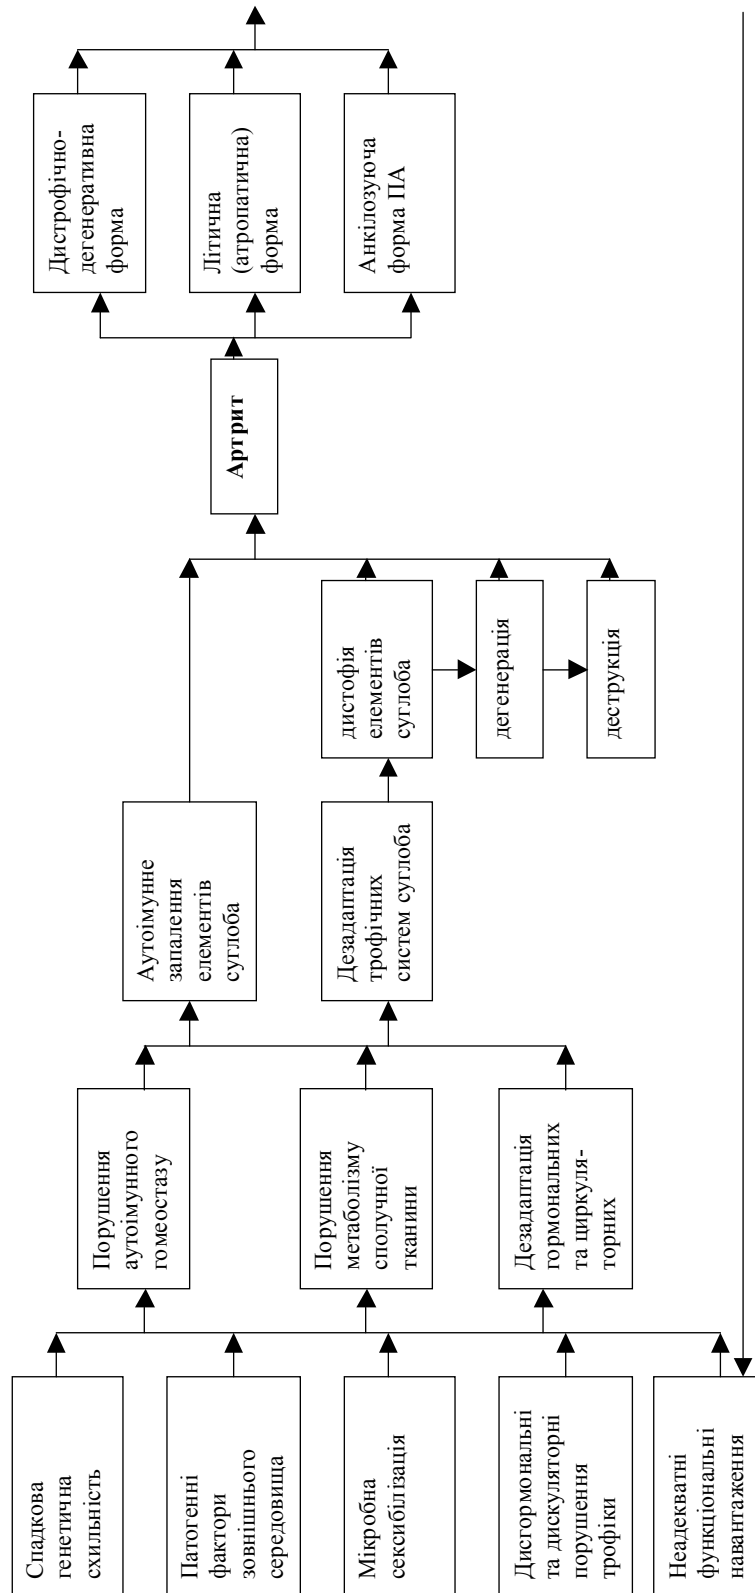 Спадкова
генетична
схильність
Патогенні
фактори
зовнішнього
середовища
Мікробна
сексибілізація
Дисгормональні
та дискуляторні
порушення
трофіки
Неадекватні
функціональні
навантаження
Порушення
аутоімунного
гомеостазу
Порушення
метаболізму
сполучної
тканини
Дезадаптація
гормональних
та циркуля-
торних
Аутоімунне
запалення
елементів
суглоба
Дезадаптація
трофічних
систем суглоба
дистофія
елементів
суглоба
дегенерація
деструкція
Артрит
Дистрофічно-
дегенеративна
форма
Літична
(атропатична)
форма
Анкілозуюча
форма ПА